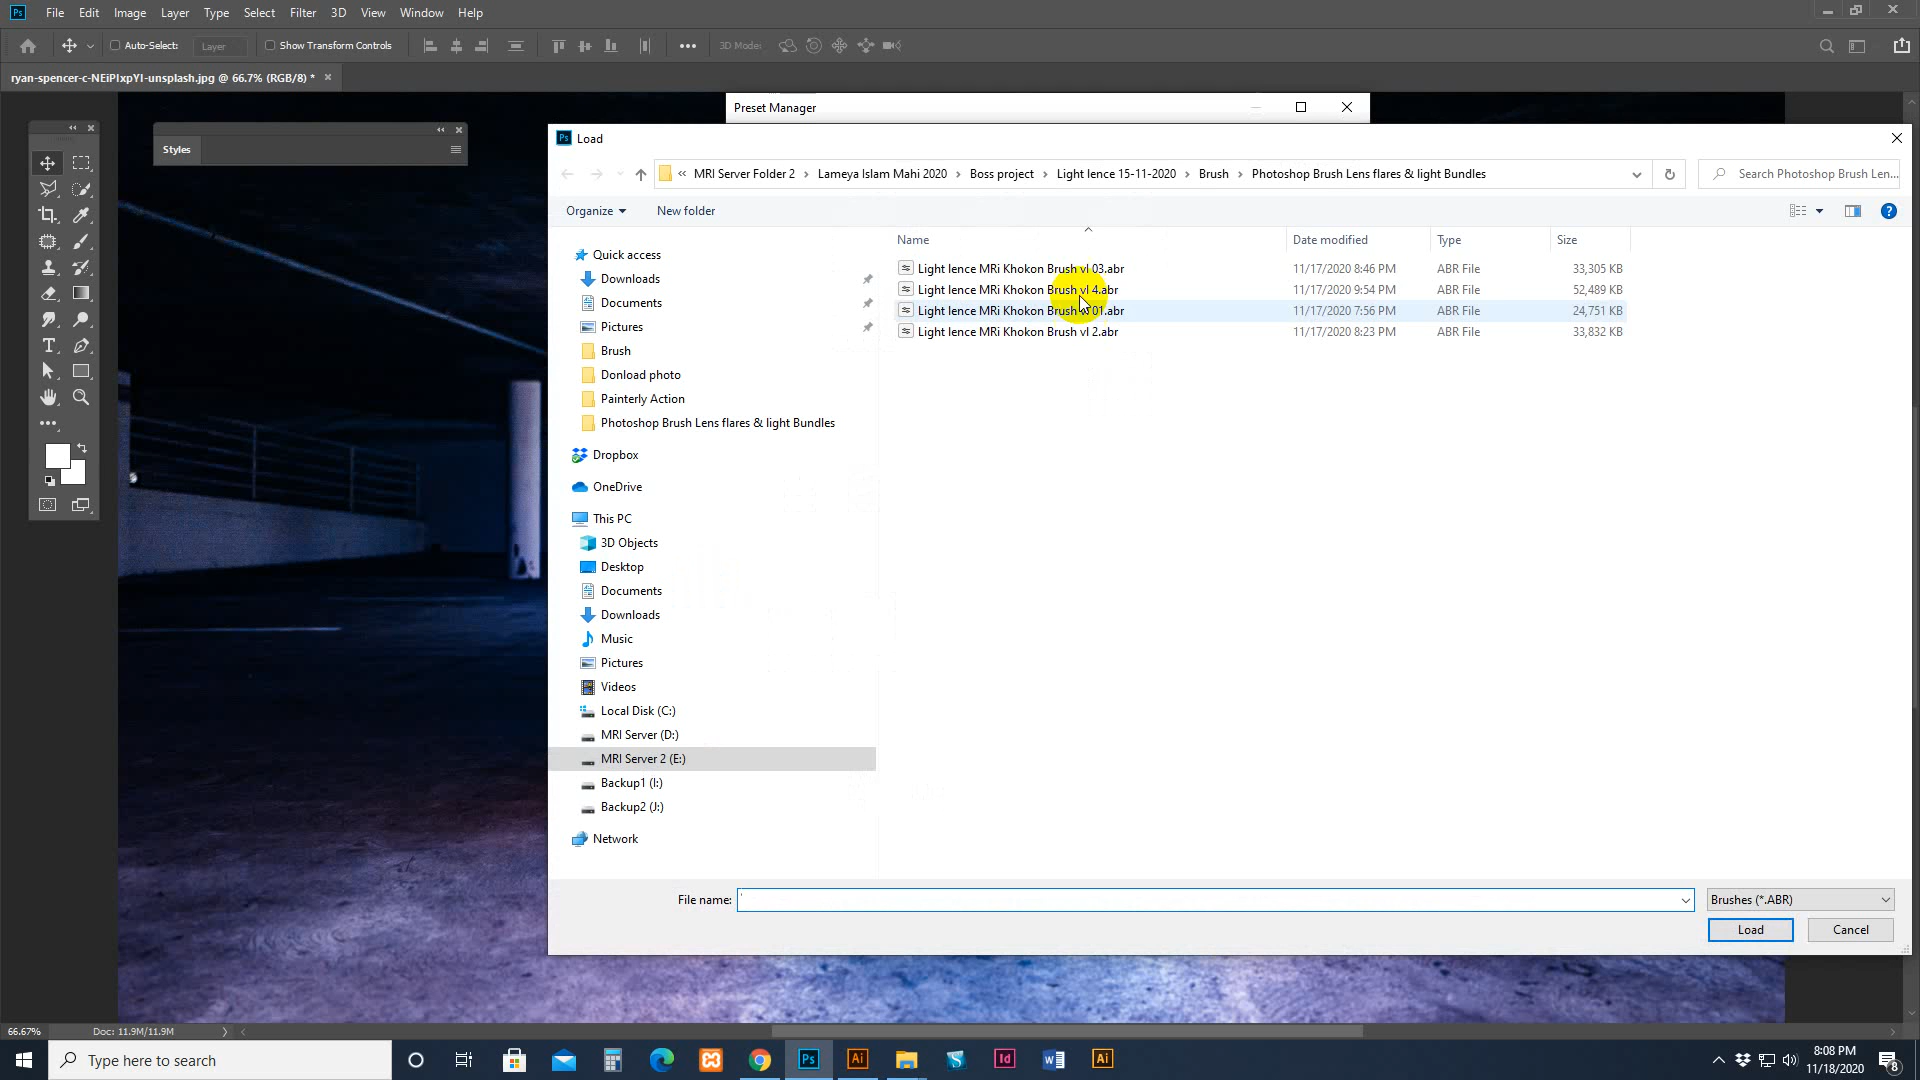 Ps File Edit Image Layer Type Select Filter 3D View Window Help
Auto-Select: Layer Show Transform Controls 3D Mode:
ryan-spencer-c-NEiPIxpYI-unsplash.jpg @ 66.7% (RGB/8) *
Preset Manager
Styles
Ps Load
« MRI Server Folder 2 › Lameya Islam Mahi 2020 › Boss project › Light lence 15-11-2020 › Brush › Photoshop Brush Lens flares & light Bundles
Search Photoshop Brush Len...
Organize New folder
Name Date modified Type Size
Light lence MRi Khokon Brush vl 03.abr 11/17/2020 8:46 PM ABR File 33,305 KB
Light lence MRi Khokon Brush vl 4.abr 11/17/2020 9:54 PM ABR File 52,489 KB
Light lence MRi Khokon Brush 01.abr 11/17/2020 7:56 PM ABR File 24,751 KB
Light lence MRi Khokon Brush vl 2.abr 11/17/2020 8:23 PM ABR File 33,832 KB
Quick access
Downloads
Documents
Pictures
Brush
Donload photo
Painterly Action
Photoshop Brush Lens flares & light Bundles
Dropbox
OneDrive
This PC
3D Objects
Desktop
Documents
Downloads
Music
Pictures
Videos
Local Disk (C:)
MRI Server (D:)
MRI Server 2 (E:)
Backup1 (I:)
Backup2 (J:)
Network
File name: Brushes (*.ABR)
Load Cancel
66.67% Doc: 11.9M/11.9M
Type here to search
Ps Ai Id W Ai
8:08 PM
11/18/2020
8